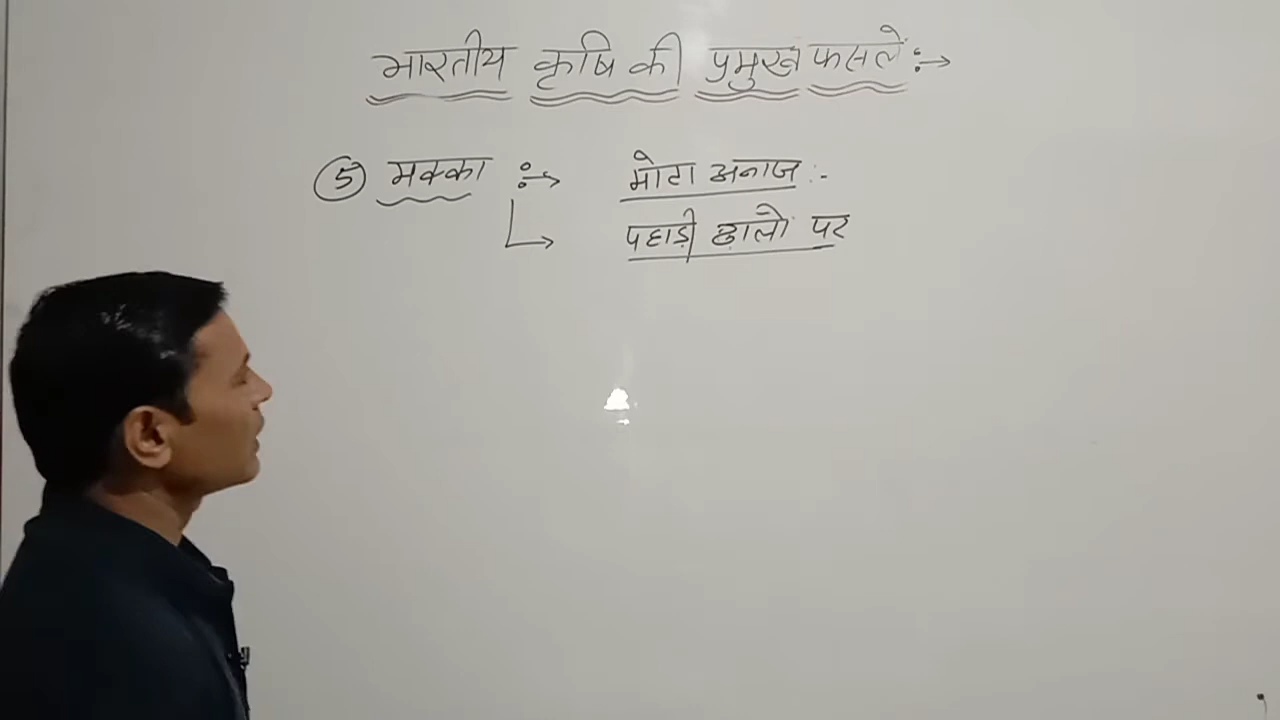 भारतीय कृषि की प्रमुख फसलें :→
⑤ मक्का :→ मोटा अनाज :-
↳ पहाड़ी ढालों पर